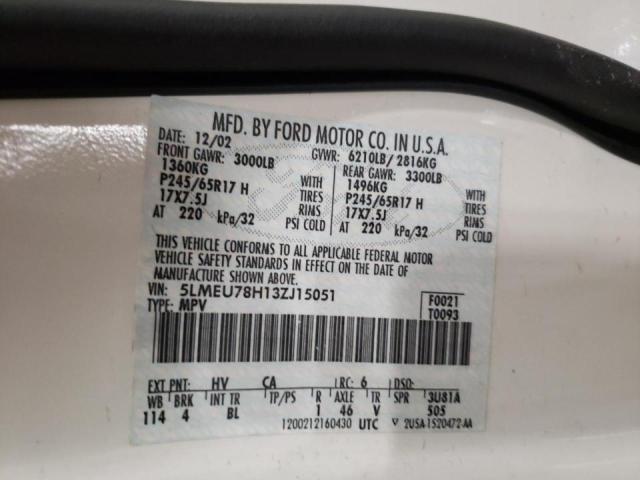 MFD. BY FORD MOTOR CO. IN U.S.A.
DATE: 12/02 GVWR: 6210LB/ 2816KG
FRONT GAWR: 3000LB REAR GAWR: 3300LB
1360KG WITH 1496KG WITH
P245/65R17 H TIRES P245/65R17 H TIRES
17X7.5J RIMS 17X7.5J RIMS
AT 220 kPa/32 PSI COLD AT 220 kPa/32 PSI COLD
THIS VEHICLE CONFORMS TO ALL APPLICABLE FEDERAL MOTOR
VEHICLE SAFETY STANDARDS IN EFFECT ON THE DATE OF
MANUFACTURE SHOWN ABOVE.
VIN: 5LMEU78H13ZJ15051 F0021
TYPE: MPV T0093
EXT PNT: HV CA RC: 6 DSO:
WB BRK INT TR TP/PS R AXLE TR SPR 3U81A
114 4 BL 1 46 V 505
1200212160430 UTC V 2U5A-1520472-AA